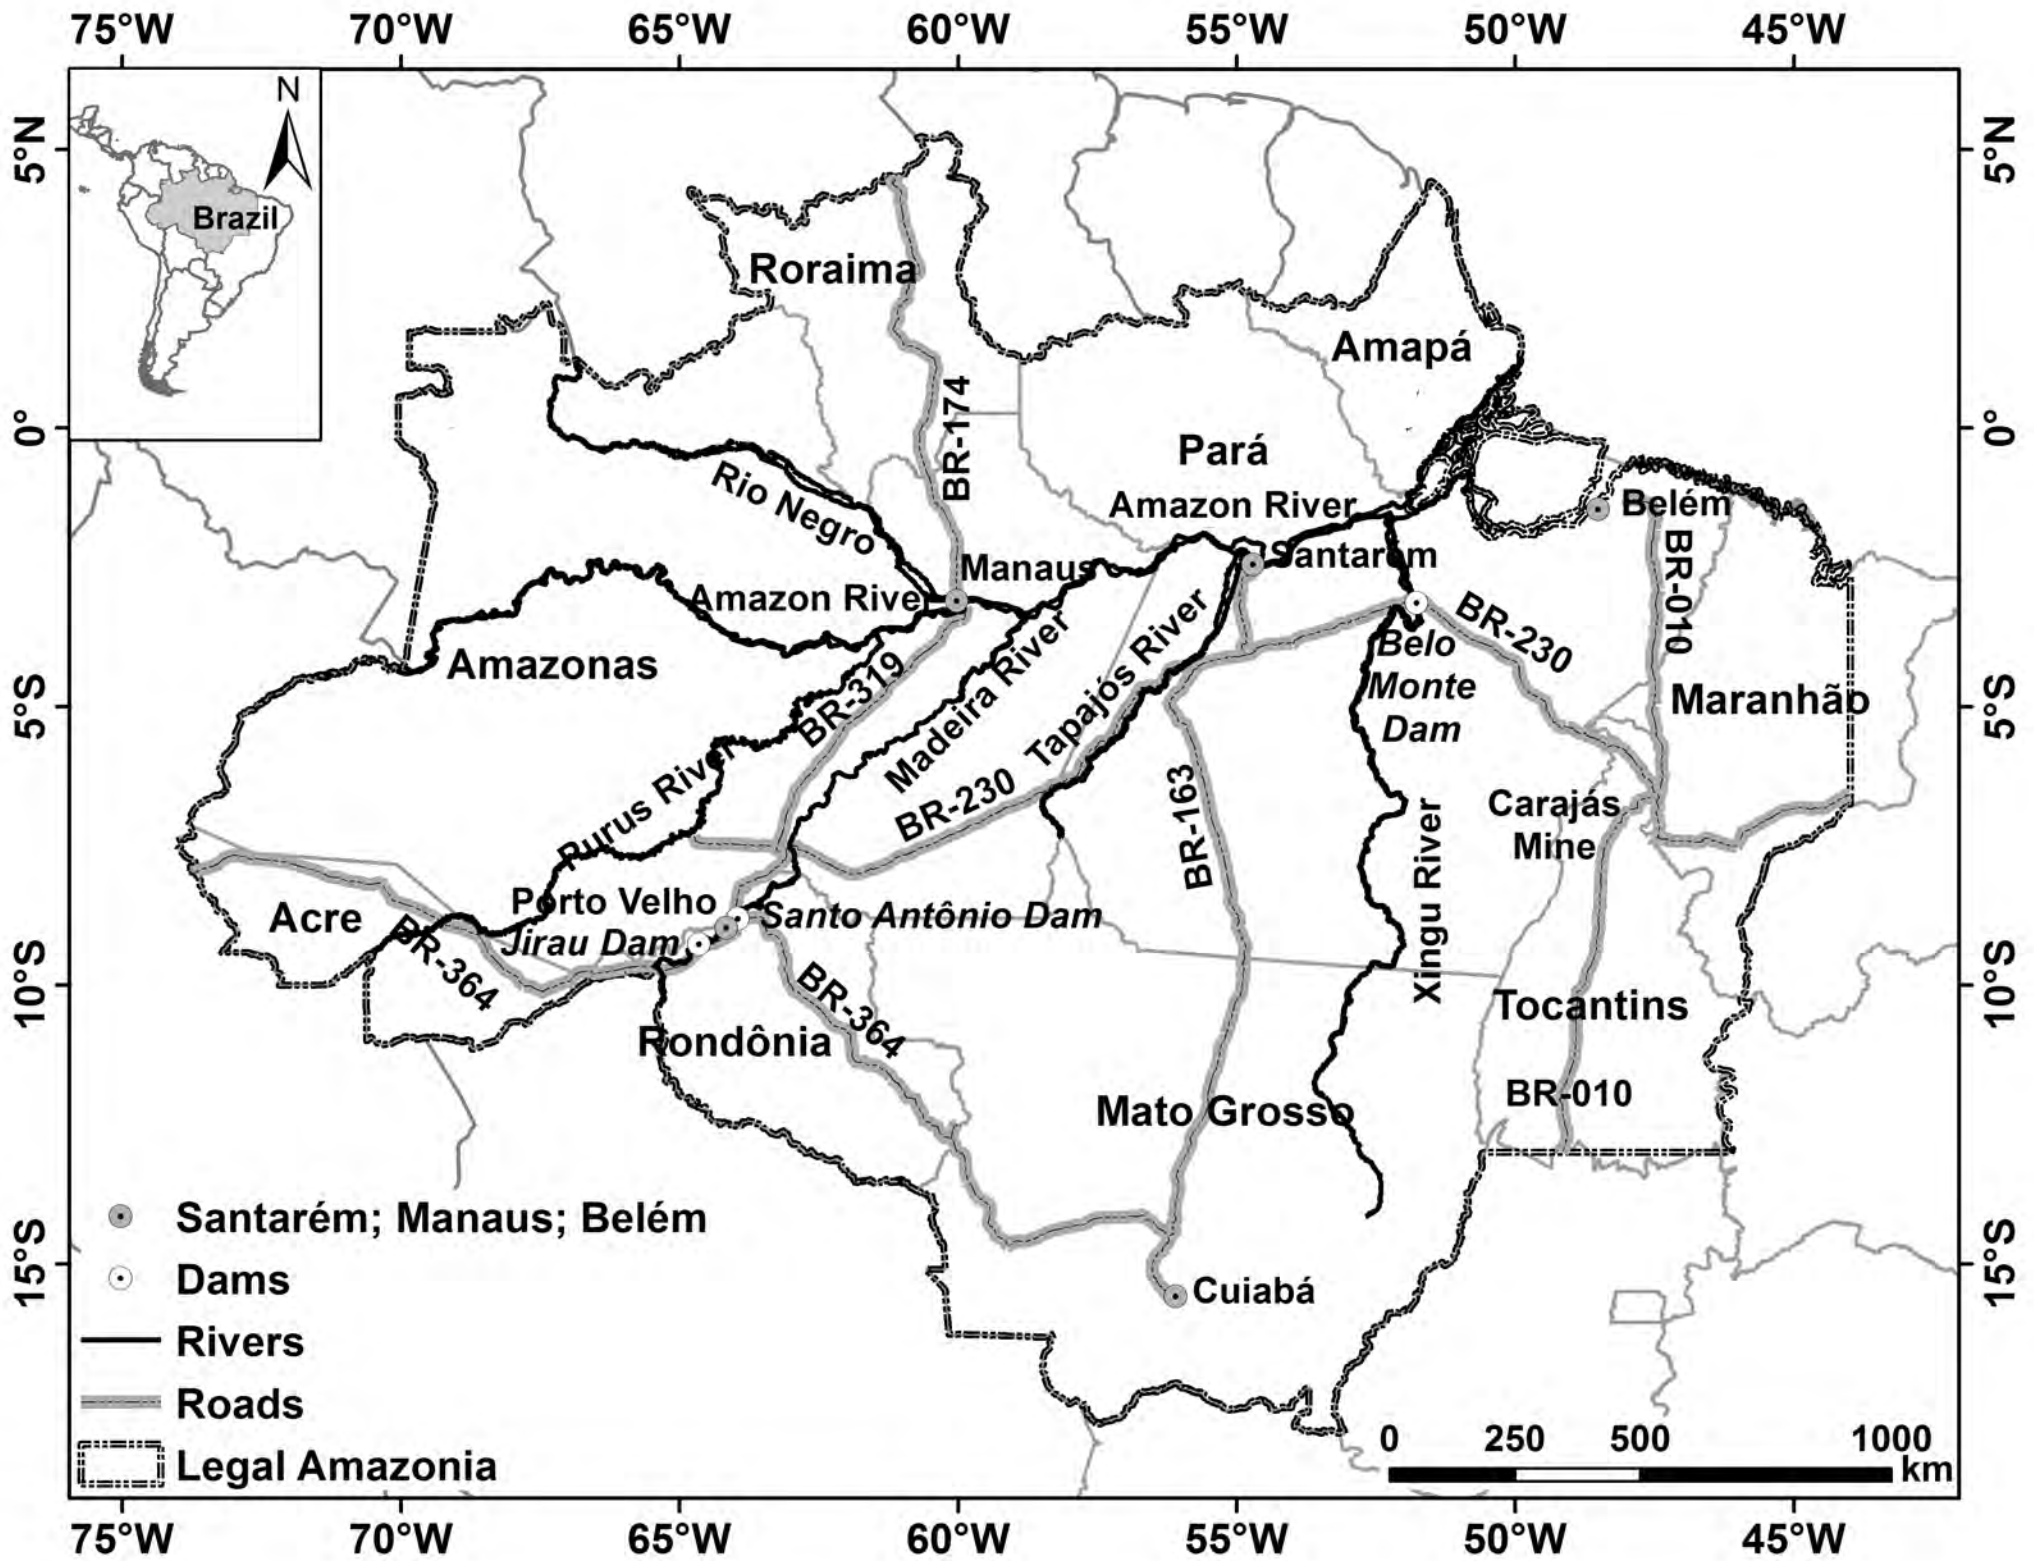 75°W 70°W 65°W 60°W 55°W 50°W 45°W
N
5°N
5°N
Brazil
Roraima
Amapá
BR-174
0°
0°
Pará
Rio Negro
Amazon River
Belém
Santarém
Manaus
Amazon Rive
BR-010
BR-230
Belo
Monte
Dam
Amazonas
BR-319
Madeira River
Tapajós River
5°S
5°S
Maranhão
Purus River
BR-230
BR-163
Carajás
Mine
Xingu River
Porto Velho
Santo Antônio Dam
Jirau Dam
Acre
BR-364
BR-364
10°S
10°S
Rondônia
Tocantins
Mato Grosso
BR-010
Cuiabá
15°S
15°S
Santarém; Manaus; Belém
Dams
Rivers
Roads
Legal Amazonia
0 250 500 1000
km
75°W 70°W 65°W 60°W 55°W 50°W 45°W